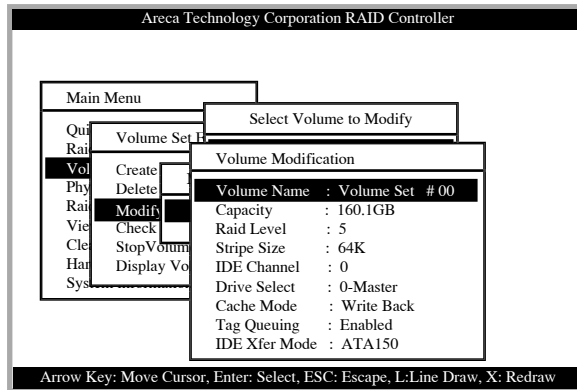 Areca Technology Corporation RAID Controller
Main Menu
Select Volume to Modify
Volume Set
Volume Modification
Create
Delete
Modify
Check
Display
Volume Name : Volume Set # 00
Capacity : 160.1GB
Raid Level : 5
Stripe Size : 64K
IDE Channel : 0
Drive Select : 0-Master
Cache Mode : Write Back
Tag Queuing : Enabled
IDE Xfer Mode : ATA150
Arrow Key: Move Cursor, Enter: Select, ESC: Escape, L:Line Draw, X: Redraw